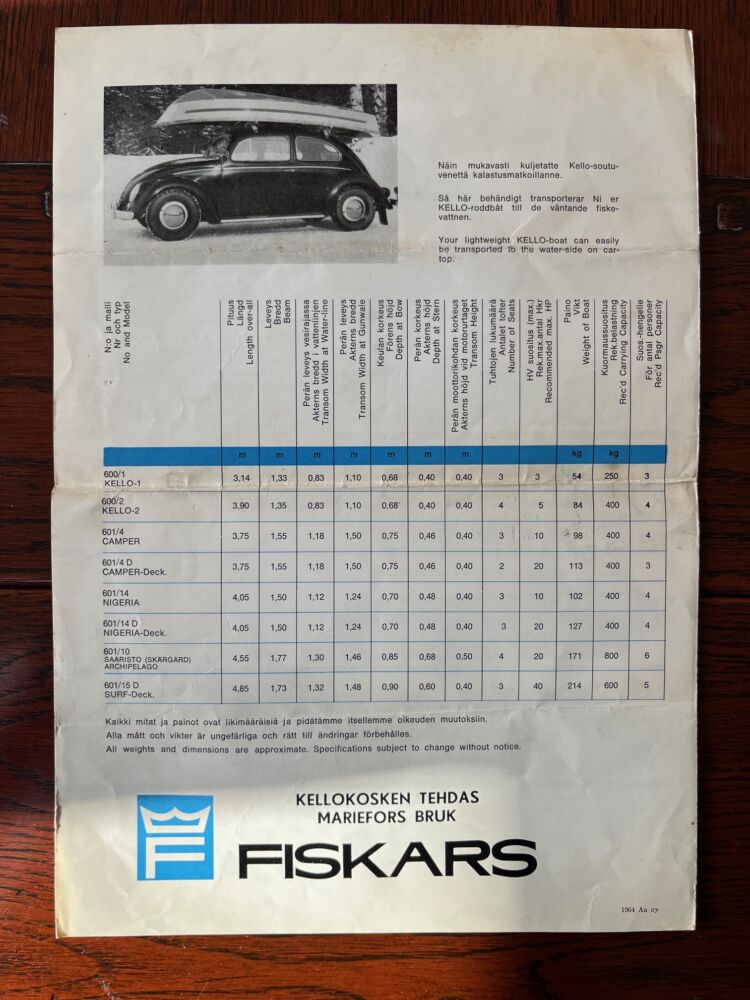 Näin mukavasti kuljetatte Kello-soutu-
venettä kalastusmatkoillanne.
Så här behändigt transporterar Ni er
KELLO-roddbåt till de väntande fiske-
vattnen.
Your lightweight KELLO-boat can easily
be transported to the water-side on car-
top.
N:o ja malli
Nr och typ
No and Model
Pituus
Längd
Length over-all
Leveys
Bredd
Beam
Perän leveys vesirajassa
Akterns bredd i vattenlinjen
Transom Width at Water-line
Perän leveys
Akterns bredd
Transom Width at Gunwale
Keulan korkeus
Förens höjd
Depth at Bow
Perän korkeus
Akterns höjd
Depth at Stern
Perän moottorikohdan korkeus
Akterns höjd vid motorurtaget
Transom Height
Tuhtojen lukumäärä
Antalet tofter
Number of Seats
HV suositus (max.)
Rek.max.antal Hkr
Recommended max. HP
Paino
Vikt
Weight of Boat
Kuormaussuositus
Rek.belastning
Rec'd Carrying Capacity
Suos.-hengelle
För antal personer
Rec'd Psgr Capacity
m m m m m m m kg kg
600/1
KELLO-1 3,14 1,33 0,83 1,10 0,68 0,40 0,40 3 3 54 250 3
600/2
KELLO-2 3,90 1,35 0,83 1,10 0,68 0,40 0,40 4 5 84 400 4
601/4
CAMPER 3,75 1,55 1,18 1,50 0,75 0,46 0,40 3 10 98 400 4
601/4 D
CAMPER-Deck. 3,75 1,55 1,18 1,50 0,75 0,46 0,40 2 20 113 400 3
601/14
NIGERIA 4,05 1,50 1,12 1,24 0,70 0,48 0,40 3 10 102 400 4
601/14 D
NIGERIA-Deck. 4,05 1,50 1,12 1,24 0,70 0,48 0,40 3 20 127 400 4
601/10
SAARISTO (SKÄRGÅRD)
ARCHIPELAGO 4,55 1,77 1,30 1,46 0,85 0,68 0,50 4 20 171 800 6
601/15 D
SURF-Deck. 4,85 1,73 1,32 1,48 0,90 0,60 0,40 3 40 214 600 5
Kaikki mitat ja painot ovat likimääräisiä ja pidätämme itsellemme oikeuden muutoksiin.
Alla mått och vikter är ungefärliga och rätt till ändringar förbehålles.
All weights and dimensions are approximate. Specifications subject to change without notice.
KELLOKOSKEN TEHDAS
MARIEFORS BRUK
F FISKARS
1964 Aa oy